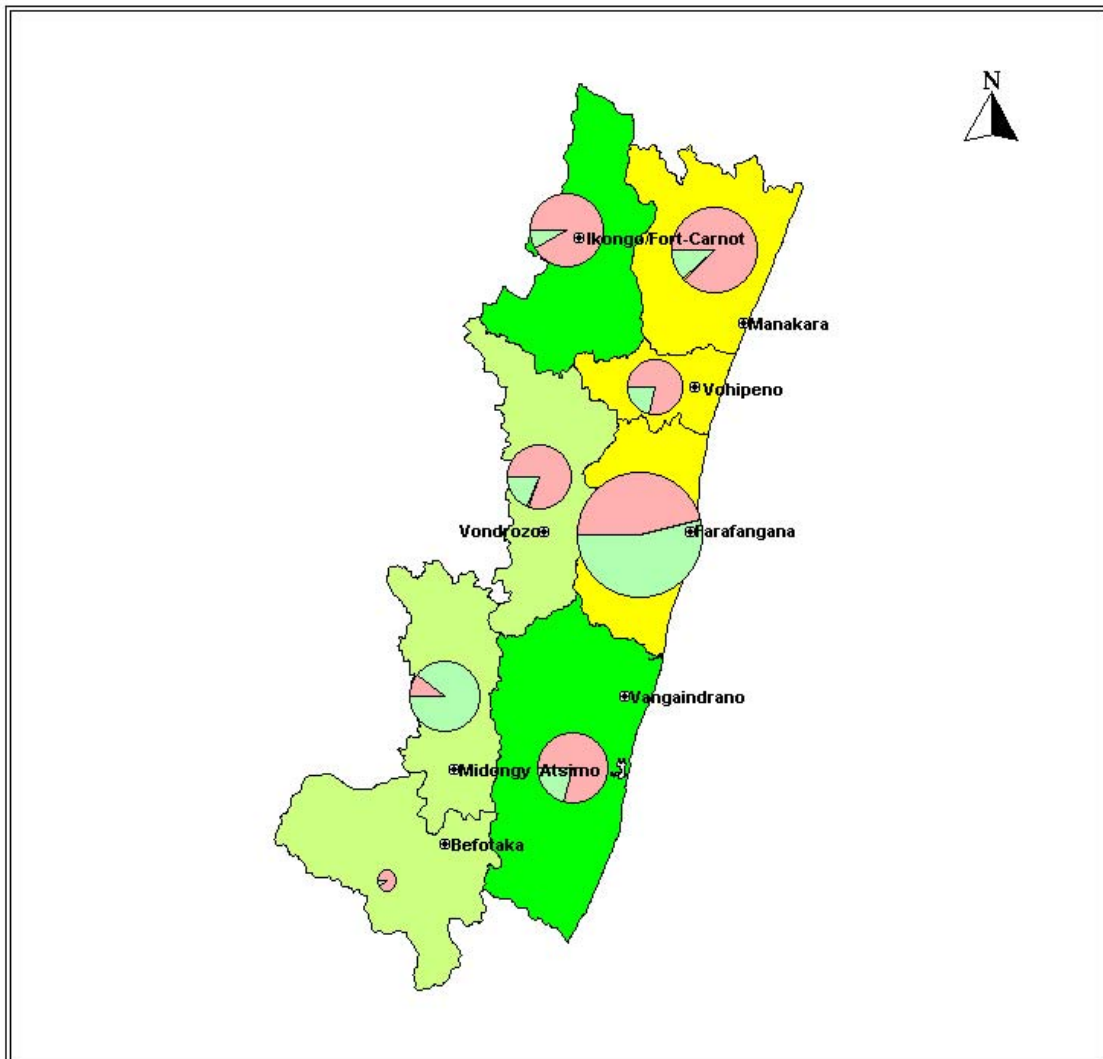 N
Ikongo/Fort-Carnot
Manakara
Vohipeno
Vondrozo
Farafangana
Vangaindrano
Midongy Atsimo
Befotaka